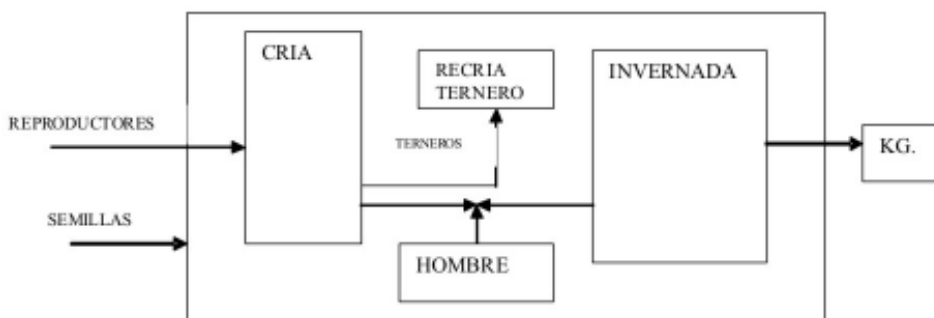 CRIA
RECRIA
TERNERO
INVERNADA
REPRODUCTORES
TERNEROS
KG.
SEMILLAS
HOMBRE